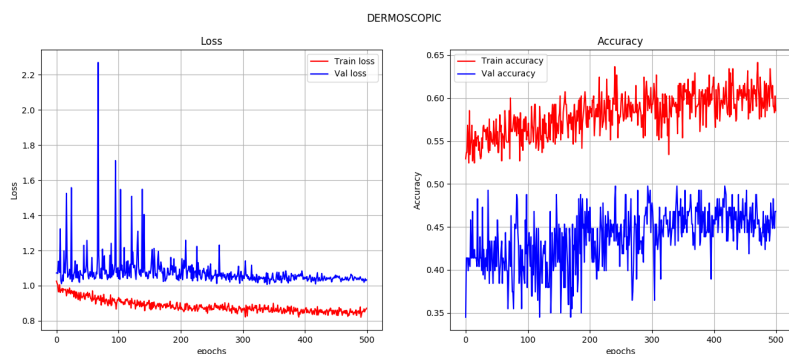 DERMOSCOPIC
Loss
Train loss
Val loss
2.2
2.0
1.8
1.6
1.4
1.2
1.0
0.8
Loss
0
100
200
300
400
500
epochs
Accuracy
Train accuracy
Val accuracy
0.65
0.60
0.55
0.50
0.45
0.40
0.35
Accuracy
0
100
200
300
400
500
epochs